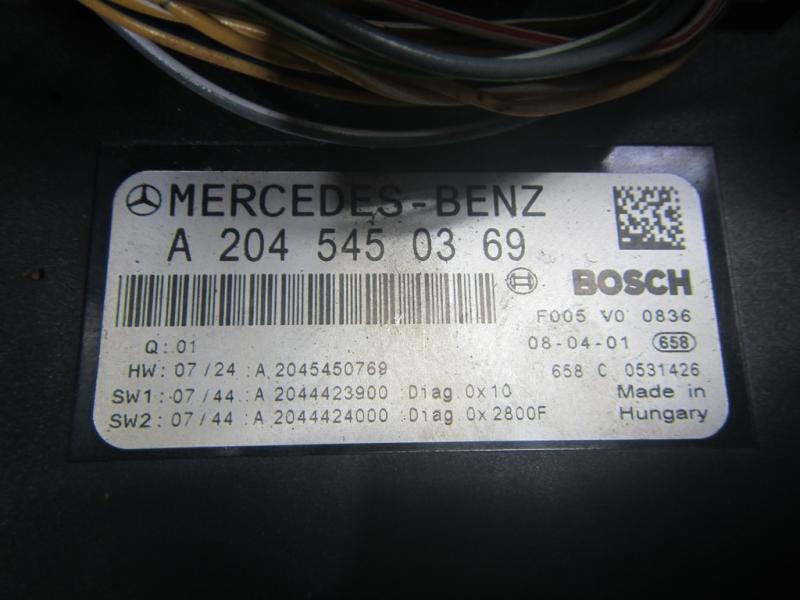 MERCEDES-BENZ
A 204 545 03 69
BOSCH
F005 V0 0836
Q: 01
08-04-01 658
HW: 07/24 :A 2045450769
658 C 0531426
SW1: 07/44 :A 2044423900 Diag:0x10
Made in
SW2: 07/44 :A 2044424000 :Diag:0x2800F
Hungary